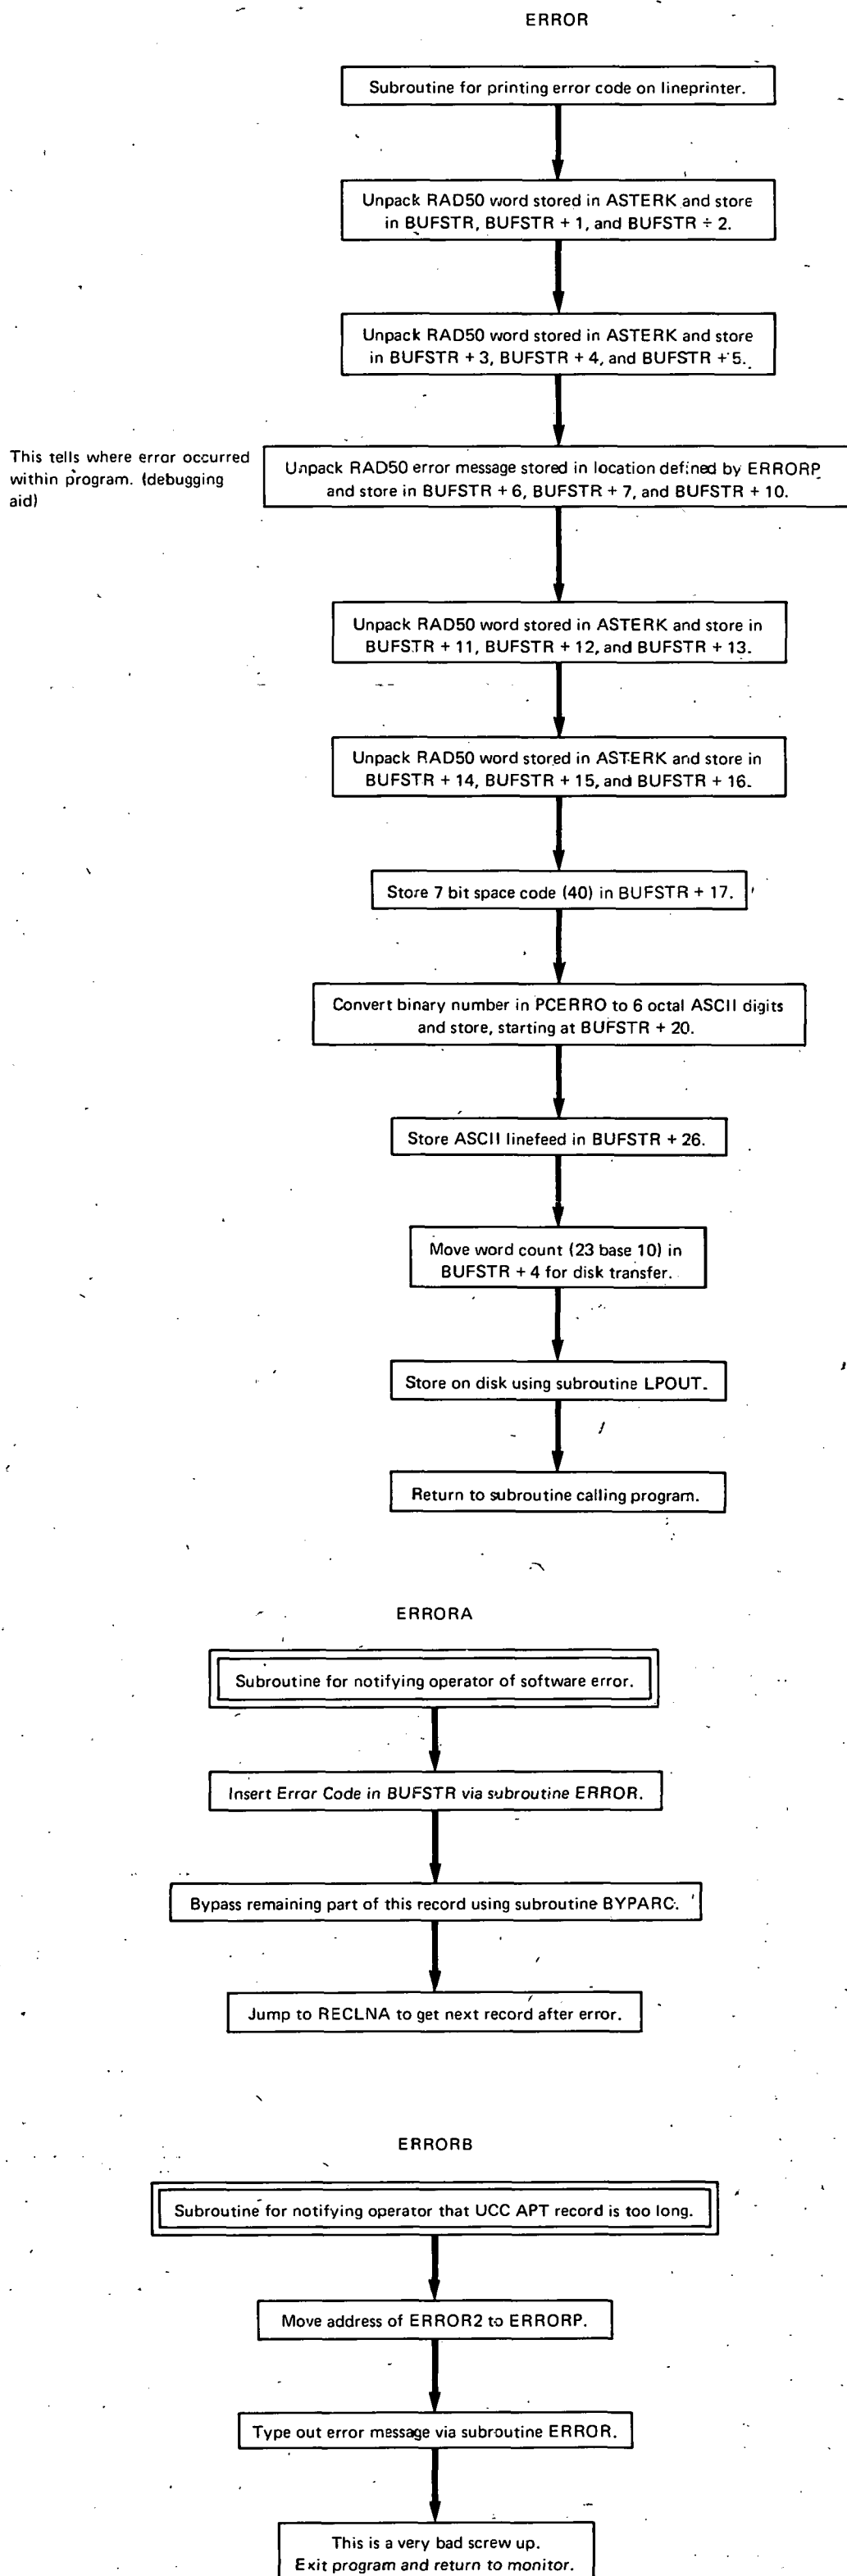 ERROR
Subroutine for printing error code on lineprinter.
Unpack RAD50 word stored in ASTERK and store
in BUFSTR, BUFSTR + 1, and BUFSTR + 2.
Unpack RAD50 word stored in ASTERK and store
in BUFSTR + 3, BUFSTR + 4, and BUFSTR + 5.
This tells where error occurred
within program. (debugging
aid)
Unpack RAD50 error message stored in location defined by ERRORP
and store in BUFSTR + 6, BUFSTR + 7, and BUFSTR + 10.
Unpack RAD50 word stored in ASTERK and store in
BUFSTR + 11, BUFSTR + 12, and BUFSTR + 13.
Unpack RAD50 word stored in ASTERK and store in
BUFSTR + 14, BUFSTR + 15, and BUFSTR + 16.
Store 7 bit space code (40) in BUFSTR + 17.
Convert binary number in PCERRO to 6 octal ASCII digits
and store, starting at BUFSTR + 20.
Store ASCII linefeed in BUFSTR + 26.
Move word count (23 base 10) in
BUFSTR + 4 for disk transfer.
Store on disk using subroutine LPOUT.
Return to subroutine calling program.
ERRORA
Subroutine for notifying operator of software error.
Insert Error Code in BUFSTR via subroutine ERROR.
Bypass remaining part of this record using subroutine BYPARC.
Jump to RECLNA to get next record after error.
ERRORB
Subroutine for notifying operator that UCC APT record is too long.
Move address of ERROR2 to ERRORP.
Type out error message via subroutine ERROR.
This is a very bad screw up.
Exit program and return to monitor.